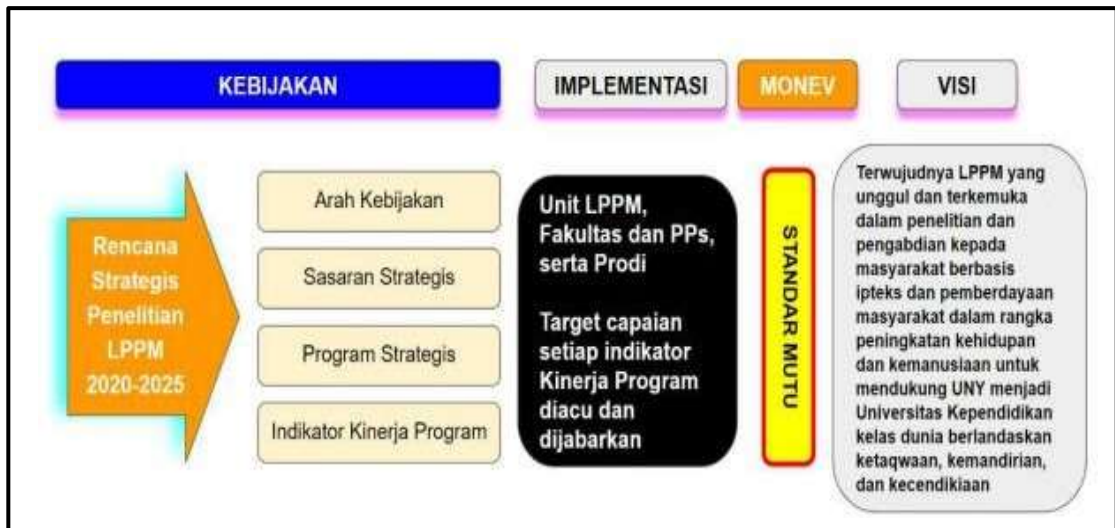 KEBIJAKAN
IMPLEMENTASI
MONEV
VISI
Rencana
Strategis
Penelitian
LPPM
2020-2025
Arah Kebijakan
Sasaran Strategis
Program Strategis
Indikator Kinerja Program
Unit LPPM,
Fakultas dan PPs,
serta Prodi
Target capaian
setiap indikator
Kinerja Program
diacu dan
dijabarkan
STANDAR MUTU
Terwujudnya LPPM yang
unggul dan terkemuka
dalam penelitian dan
pengabdian kepada
masyarakat berbasis
ipteks dan pemberdayaan
masyarakat dalam rangka
peningkatan kehidupan
dan kemanusiaan untuk
mendukung UNY menjadi
Universitas Kependidikan
kelas dunia berlandaskan
ketaqwaan, kemandirian,
dan kecendikiaan